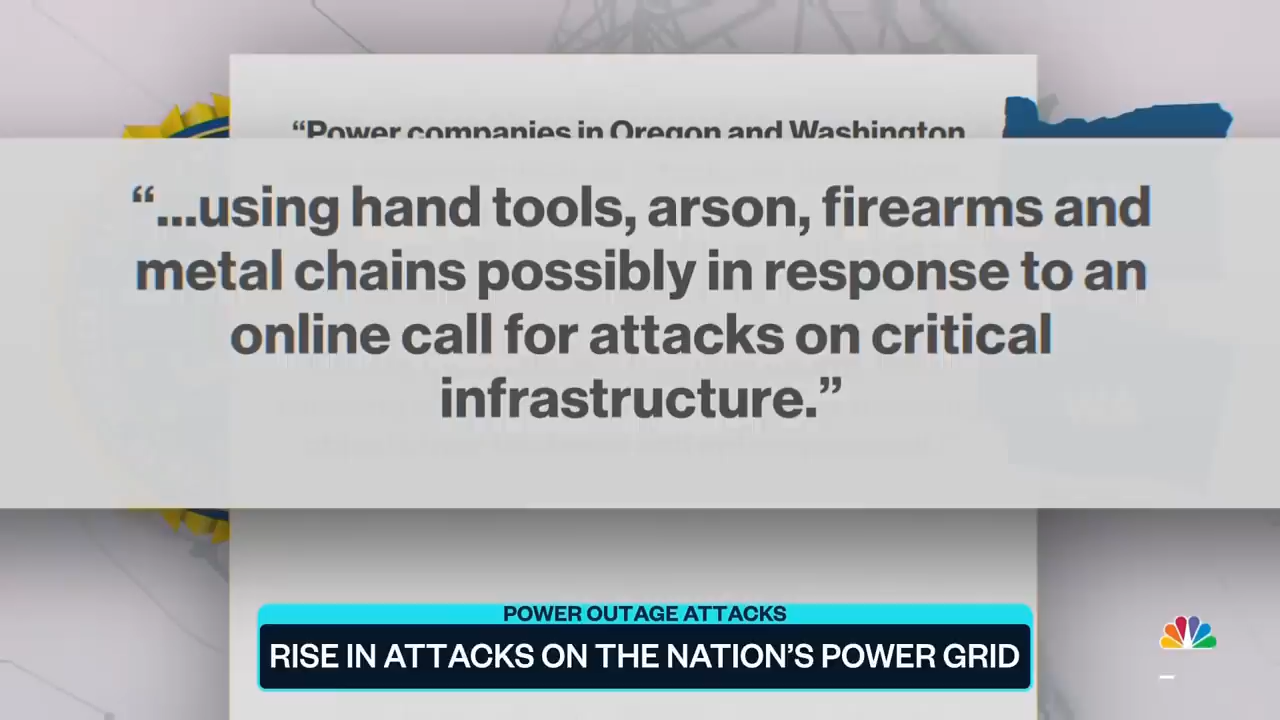 “Power companies in Oregon and Washington
“...using hand tools, arson, firearms and
metal chains possibly in response to an
online call for attacks on critical
infrastructure.”
POWER OUTAGE ATTACKS
RISE IN ATTACKS ON THE NATION’S POWER GRID